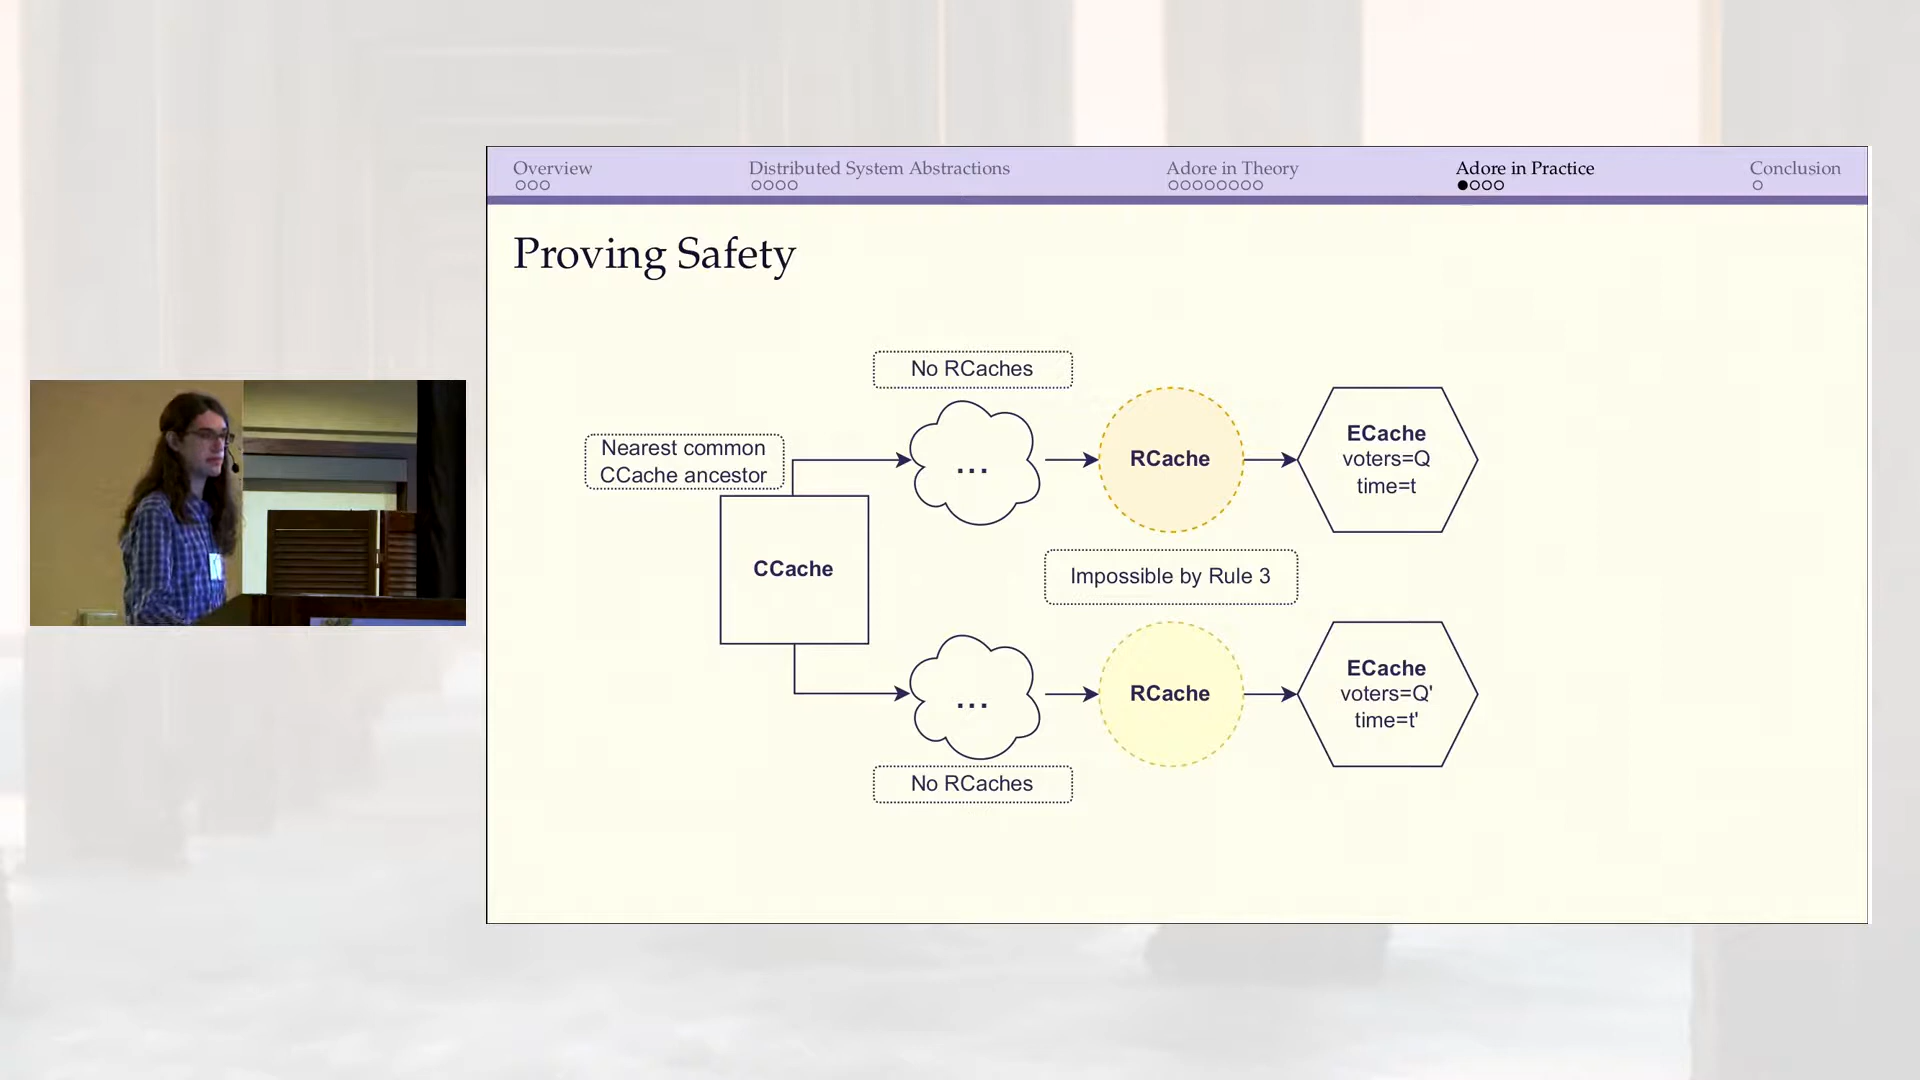 Overview
Distributed System Abstractions
Adore in Theory
Adore in Practice
Conclusion
Proving Safety
No RCaches
Nearest common
CCache ancestor
...
RCache
ECache
voters=Q
time=t
CCache
Impossible by Rule 3
...
RCache
ECache
voters=Q'
time=t'
No RCaches